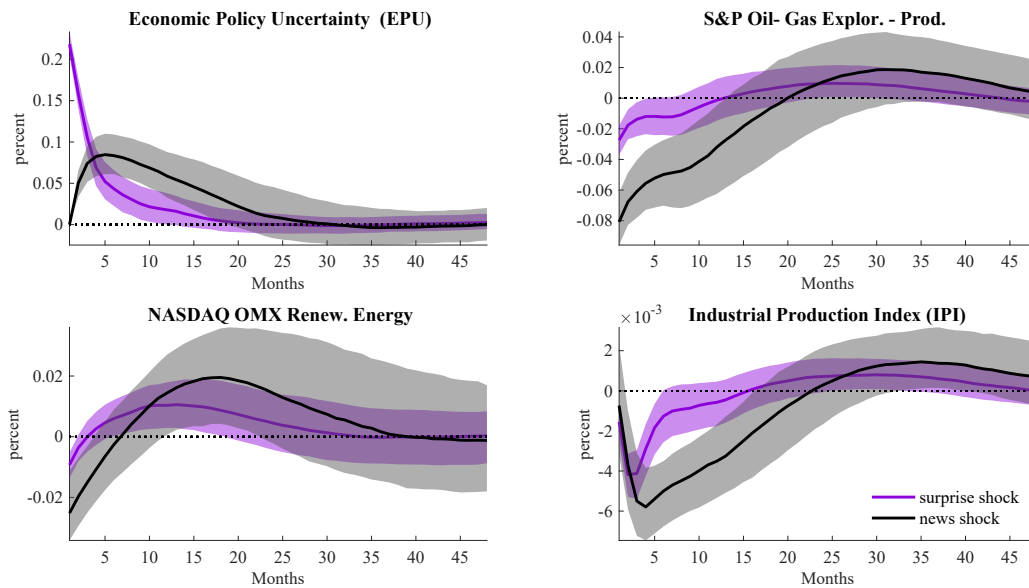 Economic Policy Uncertainty (EPU)
percent
0.2
0.15
0.1
0.05
0
5 10 15 20 25 30 35 40 45
Months
S&P Oil- Gas Explor. - Prod.
percent
0.04
0.02
0
-0.02
-0.04
-0.06
-0.08
5 10 15 20 25 30 35 40 45
Months
NASDAQ OMX Renew. Energy
percent
0.02
0
-0.02
5 10 15 20 25 30 35 40 45
Months
Industrial Production Index (IPI)
×10⁻³
percent
2
0
-2
-4
-6
surprise shock
news shock
5 10 15 20 25 30 35 40 45
Months